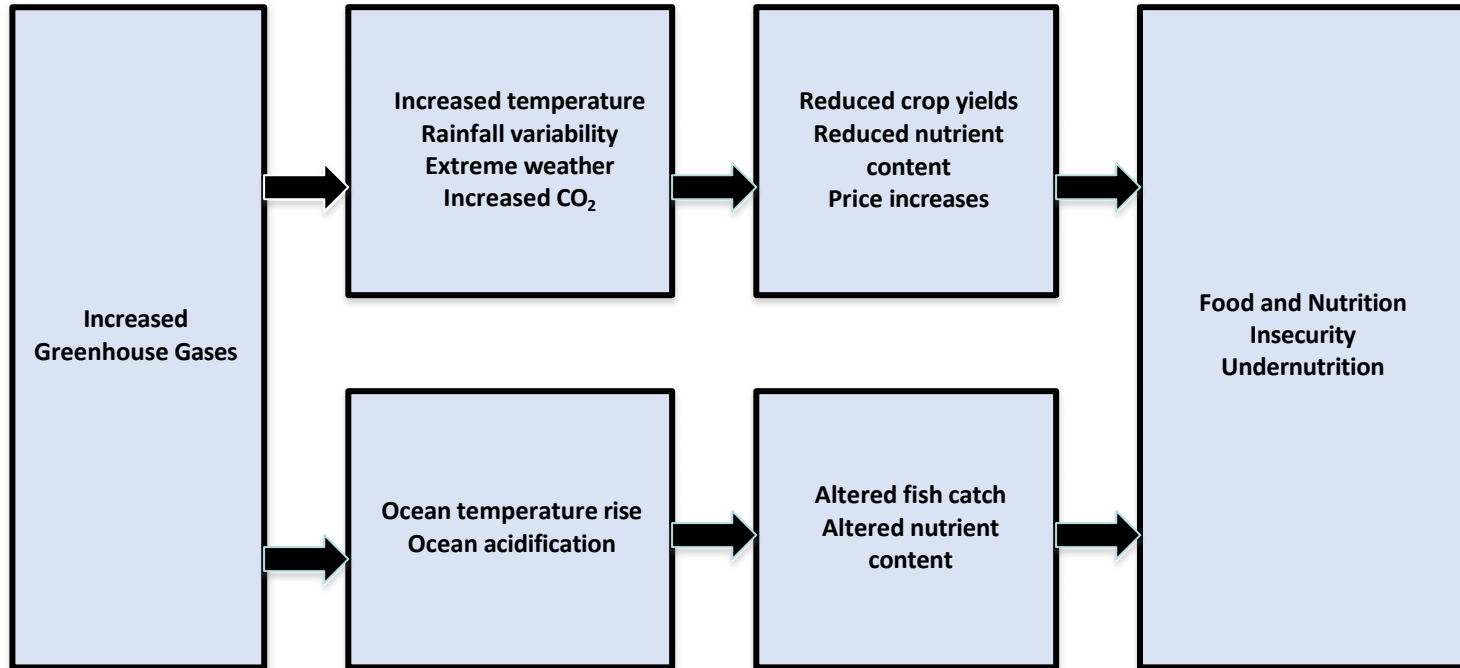 Increased
Greenhouse Gases
Increased temperature
Rainfall variability
Extreme weather
Increased CO₂
Reduced crop yields
Reduced nutrient
content
Price increases
Ocean temperature rise
Ocean acidification
Altered fish catch
Altered nutrient
content
Food and Nutrition
Insecurity
Undernutrition